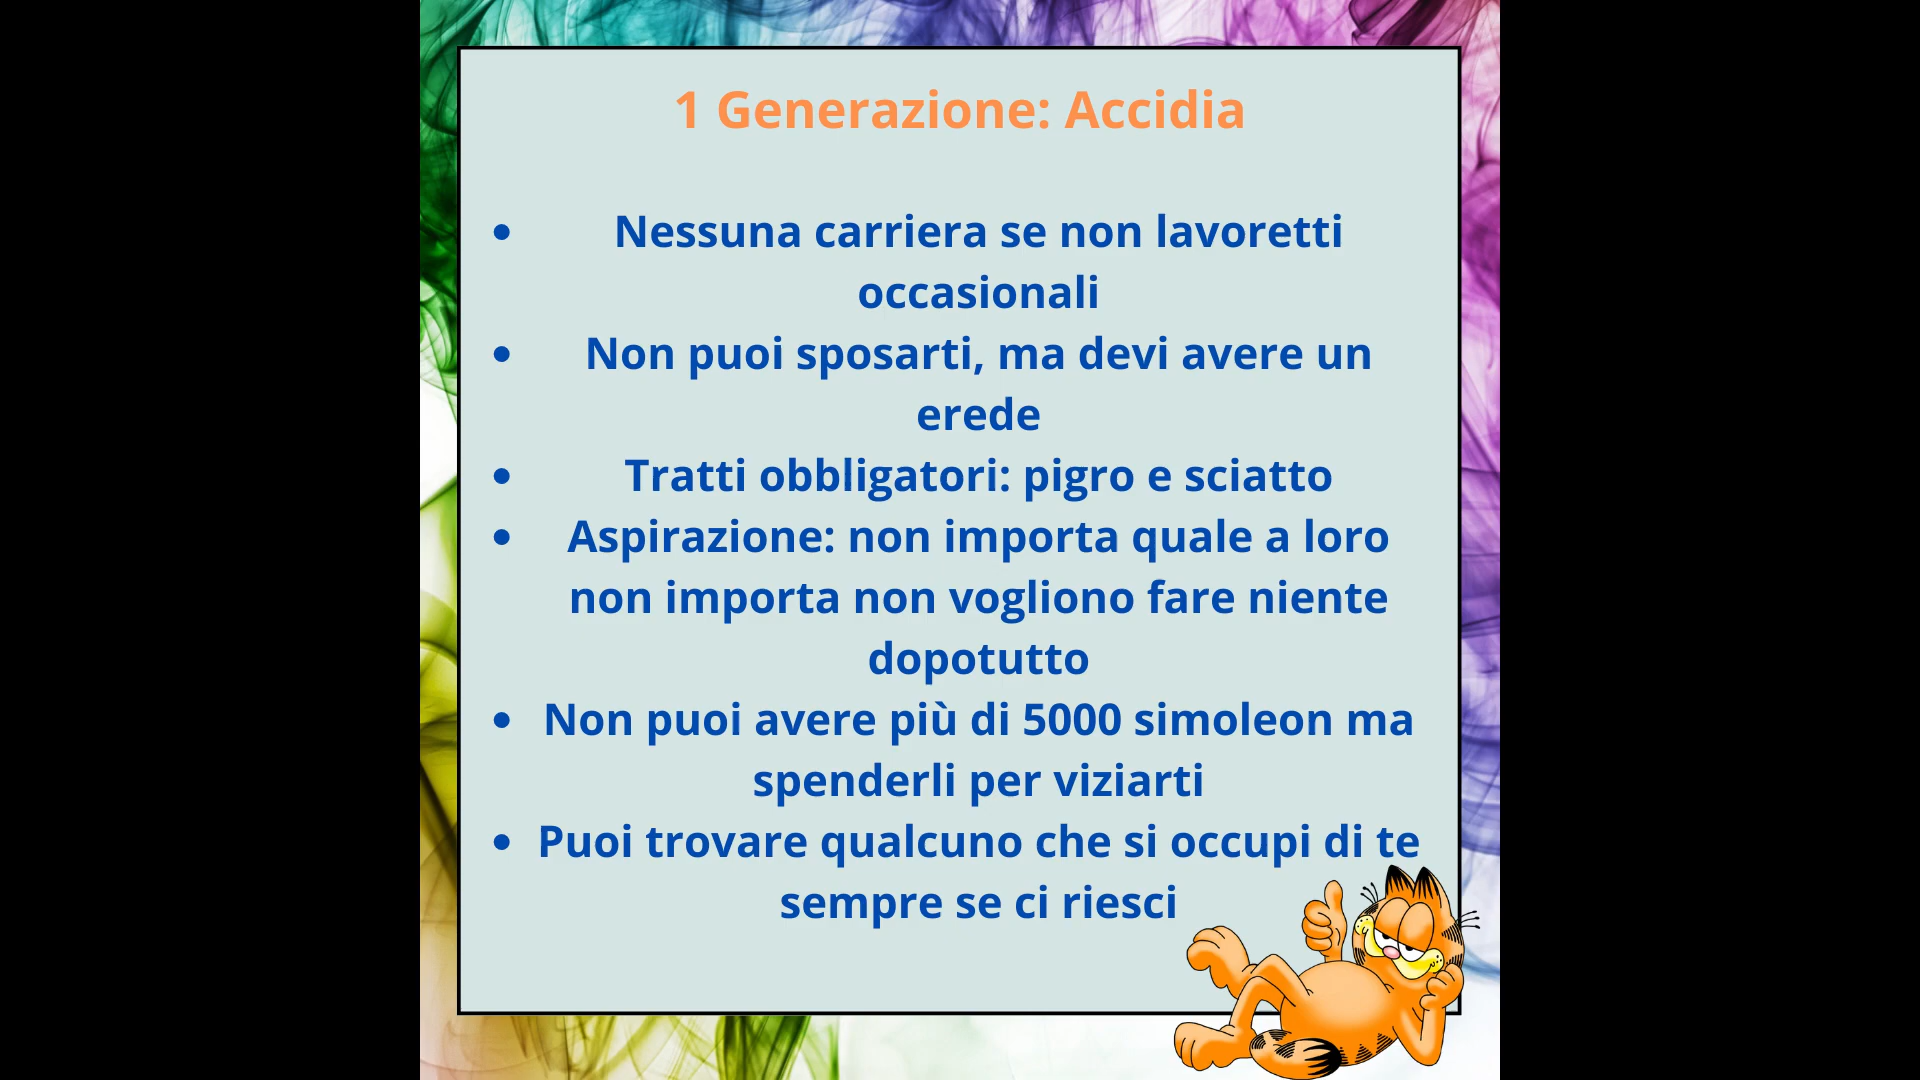 1 Generazione: Accidia
• Nessuna carriera se non lavoretti
occasionali
• Non puoi sposarti, ma devi avere un
erede
• Tratti obbligatori: pigro e sciatto
• Aspirazione: non importa quale a loro
non importa non vogliono fare niente
dopotutto
• Non puoi avere più di 5000 simoleon ma
spenderli per viziarti
• Puoi trovare qualcuno che si occupi di te
sempre se ci riesci